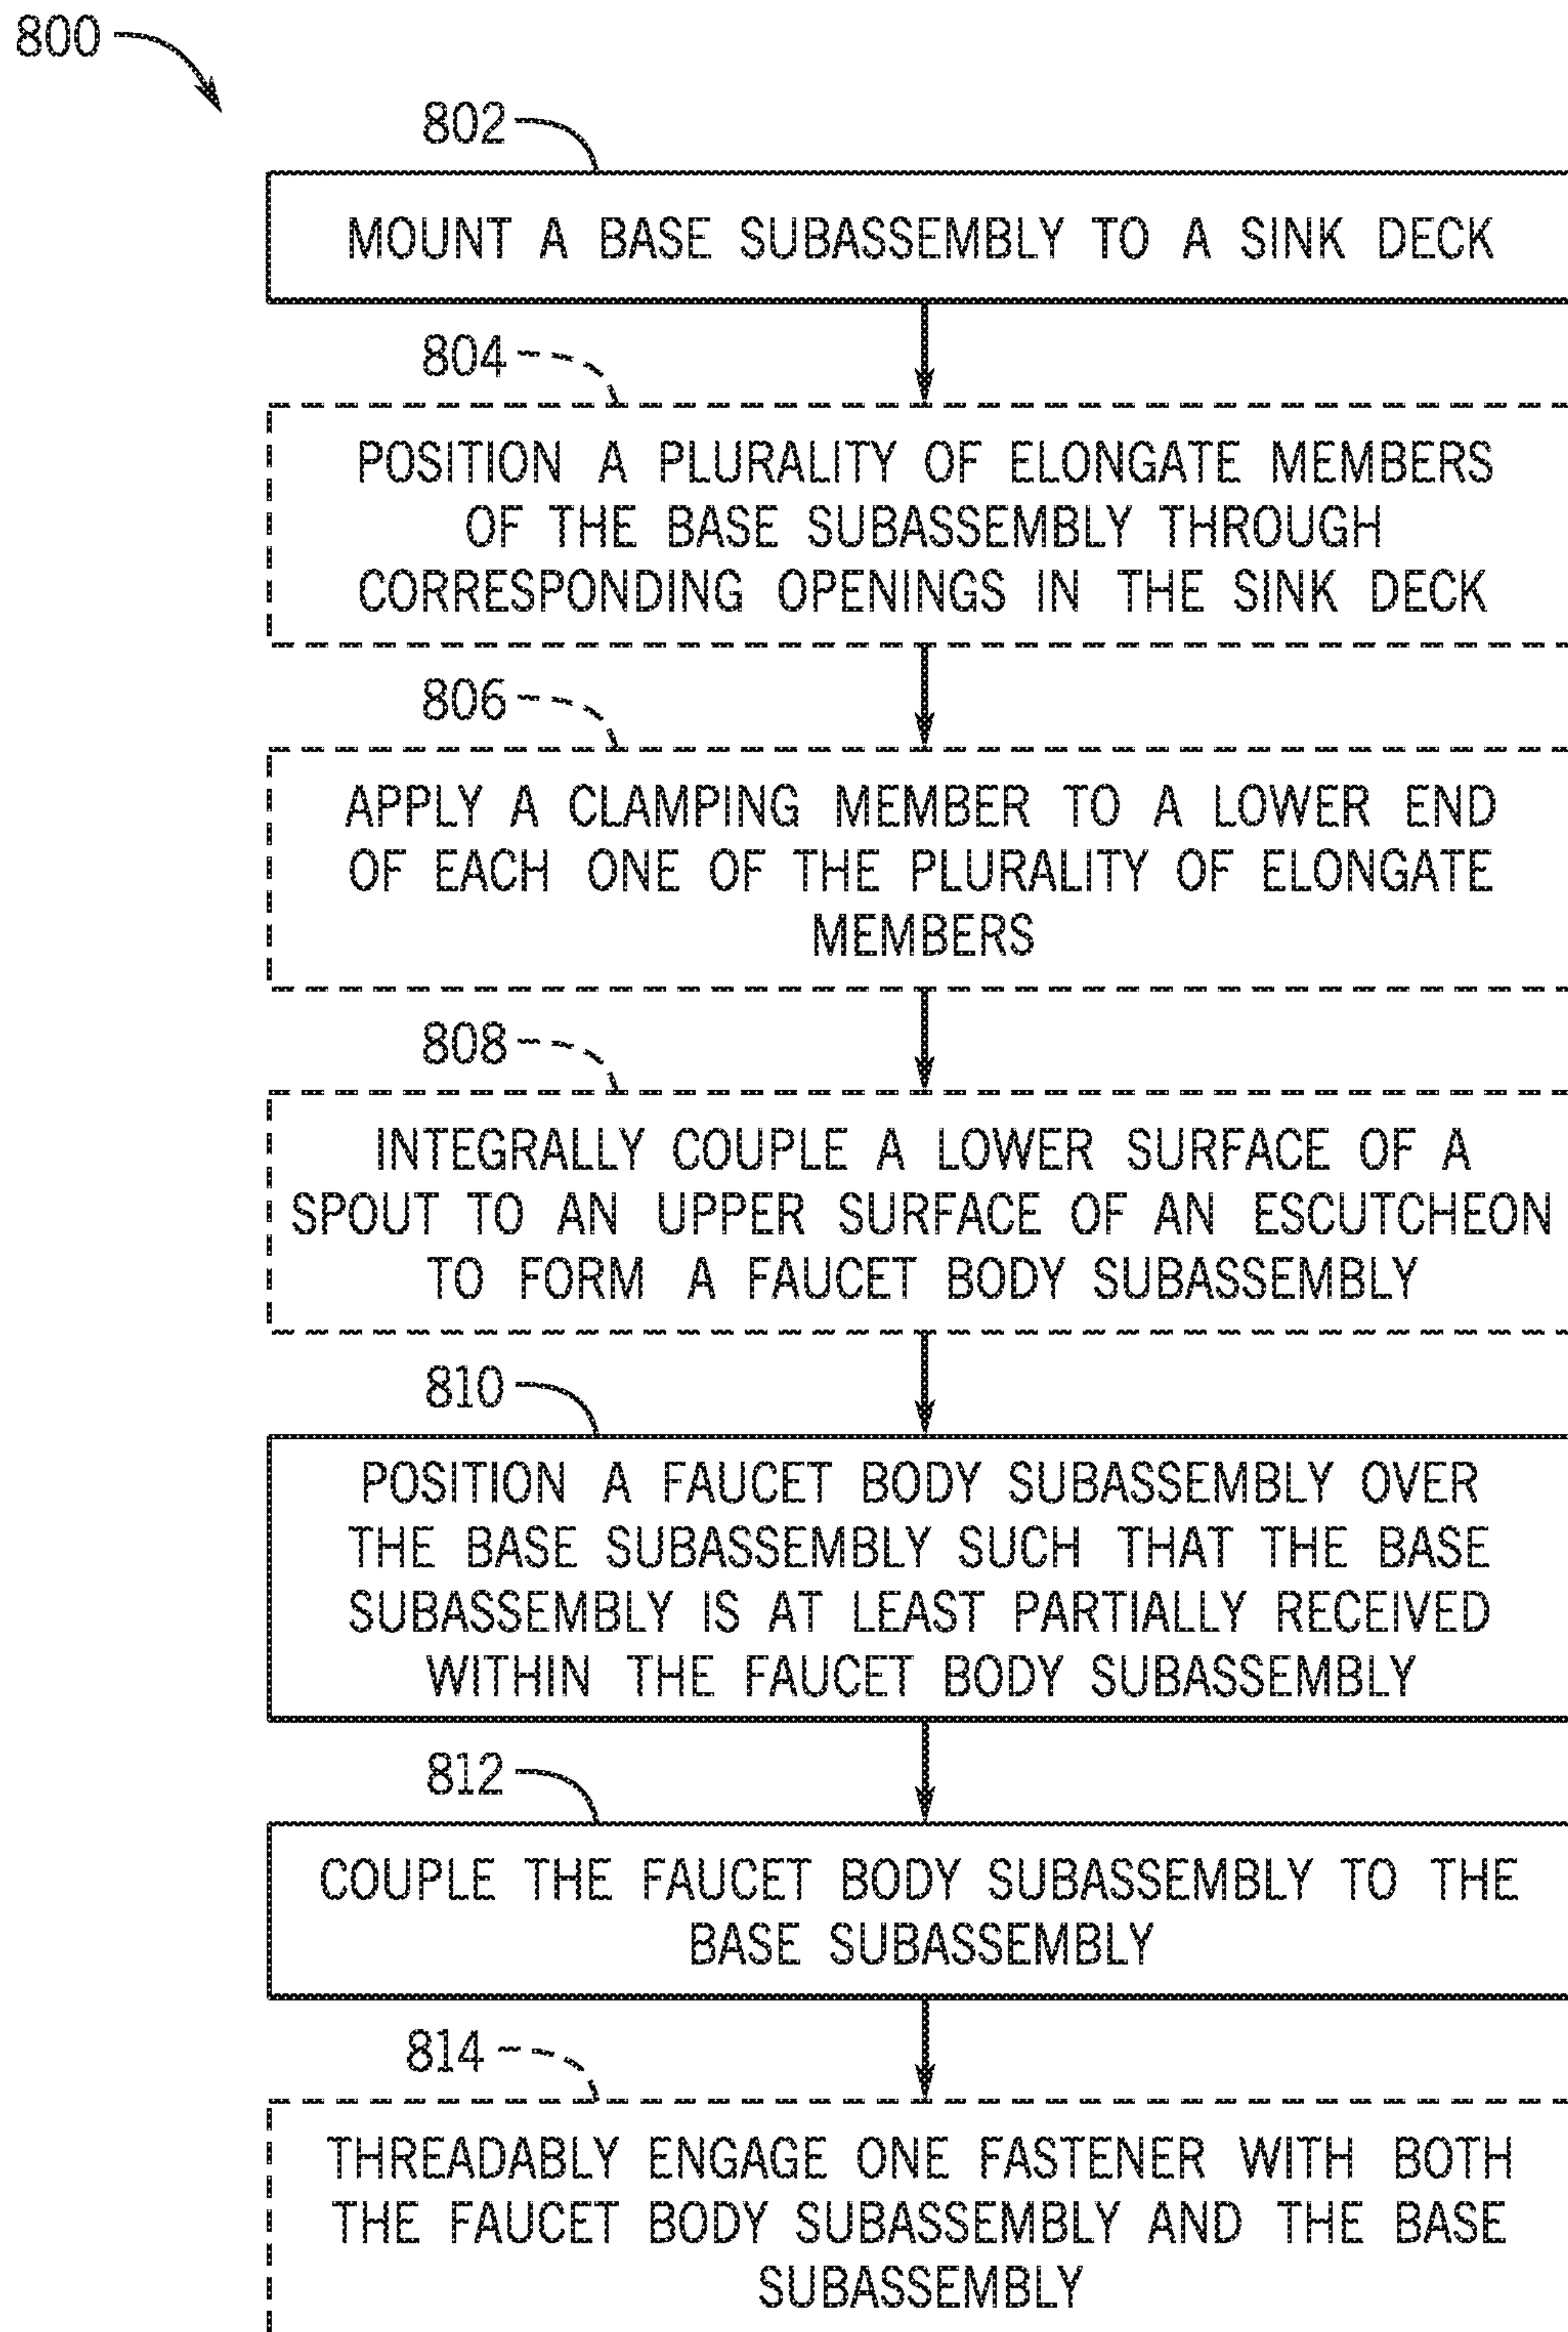 800
802
MOUNT A BASE SUBASSEMBLY TO A SINK DECK
804
POSITION A PLURALITY OF ELONGATE MEMBERS
OF THE BASE SUBASSEMBLY THROUGH
CORRESPONDING OPENINGS IN THE SINK DECK
806
APPLY A CLAMPING MEMBER TO A LOWER END
OF EACH ONE OF THE PLURALITY OF ELONGATE
MEMBERS
808
INTEGRALLY COUPLE A LOWER SURFACE OF A
SPOUT TO AN UPPER SURFACE OF AN ESCUTCHEON
TO FORM A FAUCET BODY SUBASSEMBLY
810
POSITION A FAUCET BODY SUBASSEMBLY OVER
THE BASE SUBASSEMBLY SUCH THAT THE BASE
SUBASSEMBLY IS AT LEAST PARTIALLY RECEIVED
WITHIN THE FAUCET BODY SUBASSEMBLY
812
COUPLE THE FAUCET BODY SUBASSEMBLY TO THE
BASE SUBASSEMBLY
814
THREADABLY ENGAGE ONE FASTENER WITH BOTH
THE FAUCET BODY SUBASSEMBLY AND THE BASE
SUBASSEMBLY